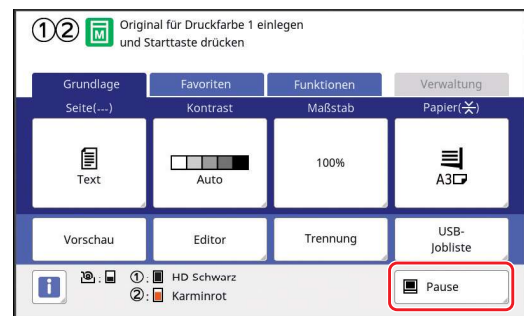 ①② M Original für Druckfarbe 1 einlegen
und Starttaste drücken
Grundlage Favoriten Funktionen Verwaltung
Seite(---) Kontrast Maßstab Papier(⚹)
Text Auto 100% A3
Vorschau Editor Trennung USB-
Jobliste
i ①: HD Schwarz
②: Karminrot
Pause